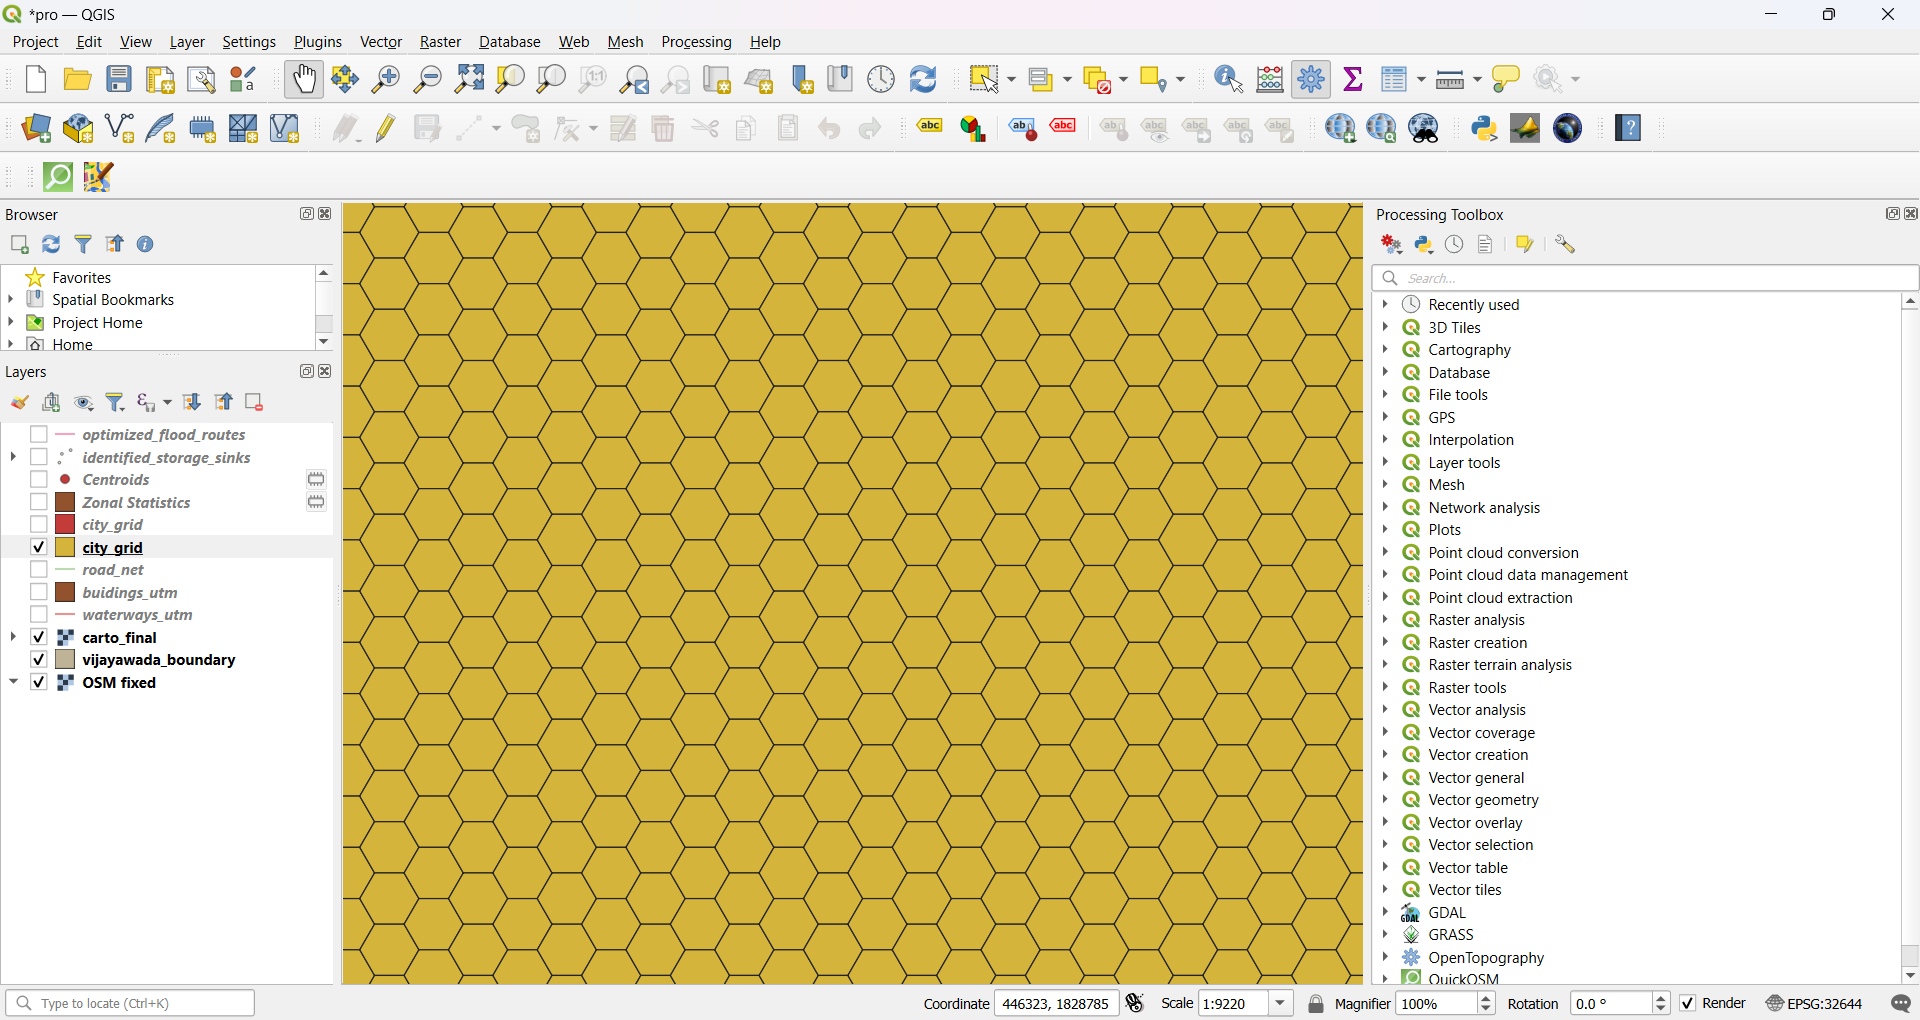 *pro — QGIS
Project Edit View Layer Settings Plugins Vector Raster Database Web Mesh Processing Help
Browser
Favorites
Spatial Bookmarks
Project Home
Home
Layers
optimized_flood_routes
identified_storage_sinks
Centroids
Zonal Statistics
city_grid
city_grid
road_net
buidings_utm
waterways_utm
carto_final
vijayawada_boundary
OSM fixed
Processing Toolbox
Search...
Recently used
3D Tiles
Cartography
Database
File tools
GPS
Interpolation
Layer tools
Mesh
Network analysis
Plots
Point cloud conversion
Point cloud data management
Point cloud extraction
Raster analysis
Raster creation
Raster terrain analysis
Raster tools
Vector analysis
Vector coverage
Vector creation
Vector general
Vector geometry
Vector overlay
Vector selection
Vector table
Vector tiles
GDAL
GRASS
OpenTopography
QuickOSM
Type to locate (Ctrl+K)
Coordinate 446323, 1828785 Scale 1:9220 Magnifier 100% Rotation 0.0 ° Render EPSG:32644